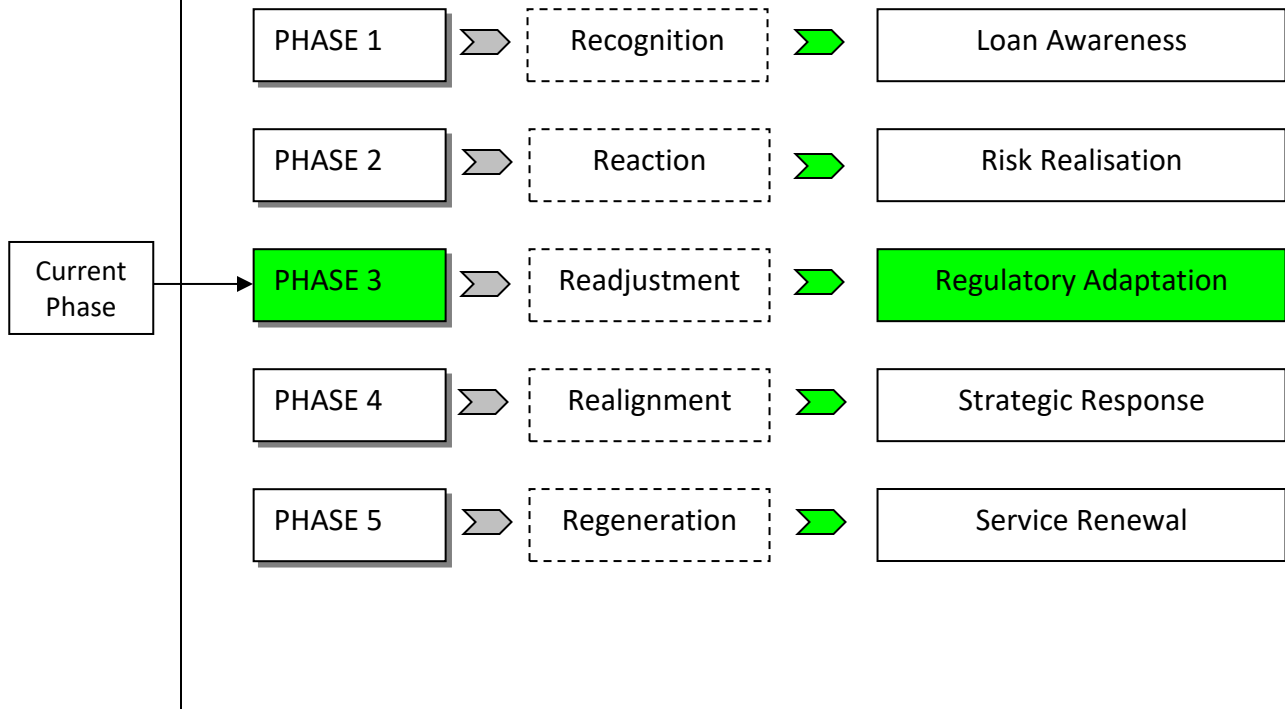 PHASE 1 Recognition Loan Awareness
PHASE 2 Reaction Risk Realisation
Current
Phase
PHASE 3 Readjustment Regulatory Adaptation
PHASE 4 Realignment Strategic Response
PHASE 5 Regeneration Service Renewal